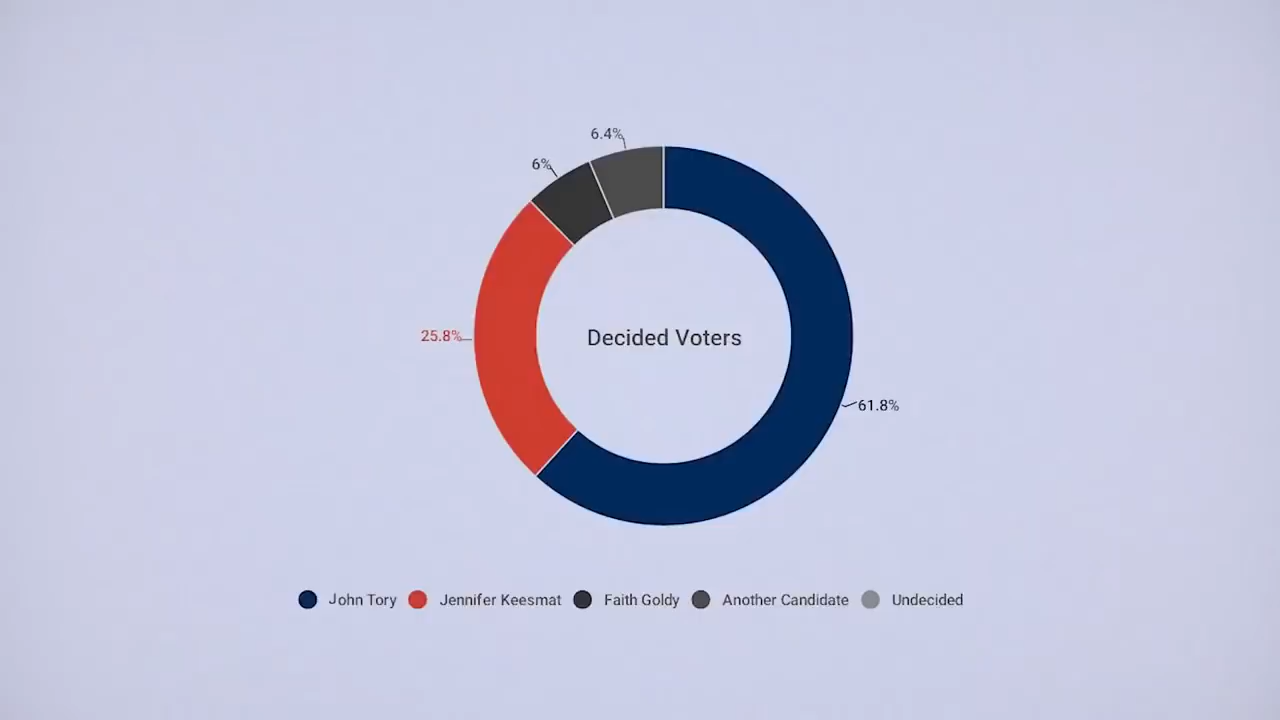 6.4%
6%
25.8%
Decided Voters
61.8%
John Tory Jennifer Keesmat Faith Goldy Another Candidate Undecided